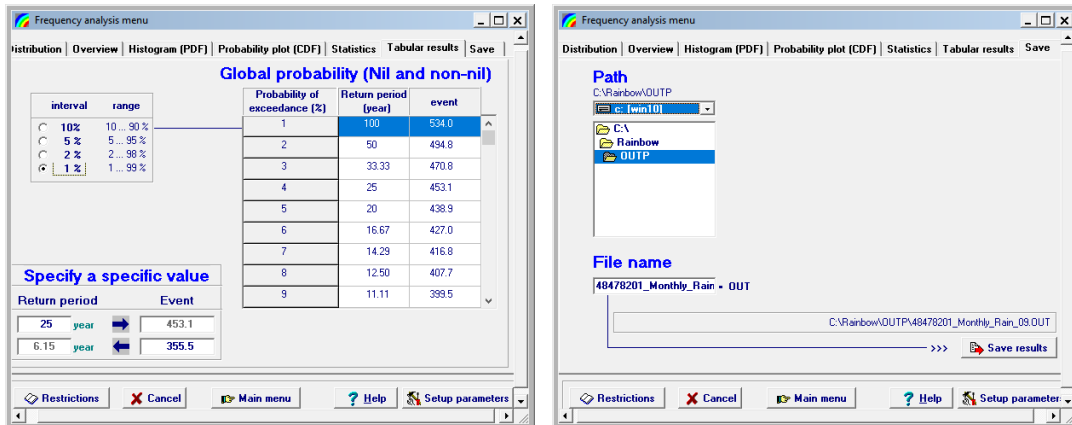 Frequency analysis menu
istribution Overview Histogram (PDF) Probability plot (CDF) Statistics Tabular results Save
Global probability (Nil and non-nil)
interval range
10% 10 ... 90 %
5 % 5 ... 95 %
2 % 2 ... 98 %
1 % 1 ... 99 %
Probability of exceedance (%) Return period (year) event
1 100 534.0
2 50 494.8
3 33.33 470.8
4 25 453.1
5 20 438.9
6 16.67 427.0
7 14.29 416.8
8 12.50 407.7
9 11.11 399.5
Specify a specific value
Return period Event
25 year 453.1
6.15 year 355.5
Restrictions Cancel Main menu Help Setup parameters
Frequency analysis menu
Distribution Overview Histogram (PDF) Probability plot (CDF) Statistics Tabular results Save
Path
C:\Rainbow\OUTP
c: [win10]
C:\
Rainbow
OUTP
File name
48478201_Monthly_Rain - OUT
C:\Rainbow\OUTP\48478201_Monthly_Rain_09.OUT
>>> Save results
Restrictions Cancel Main menu Help Setup parameter